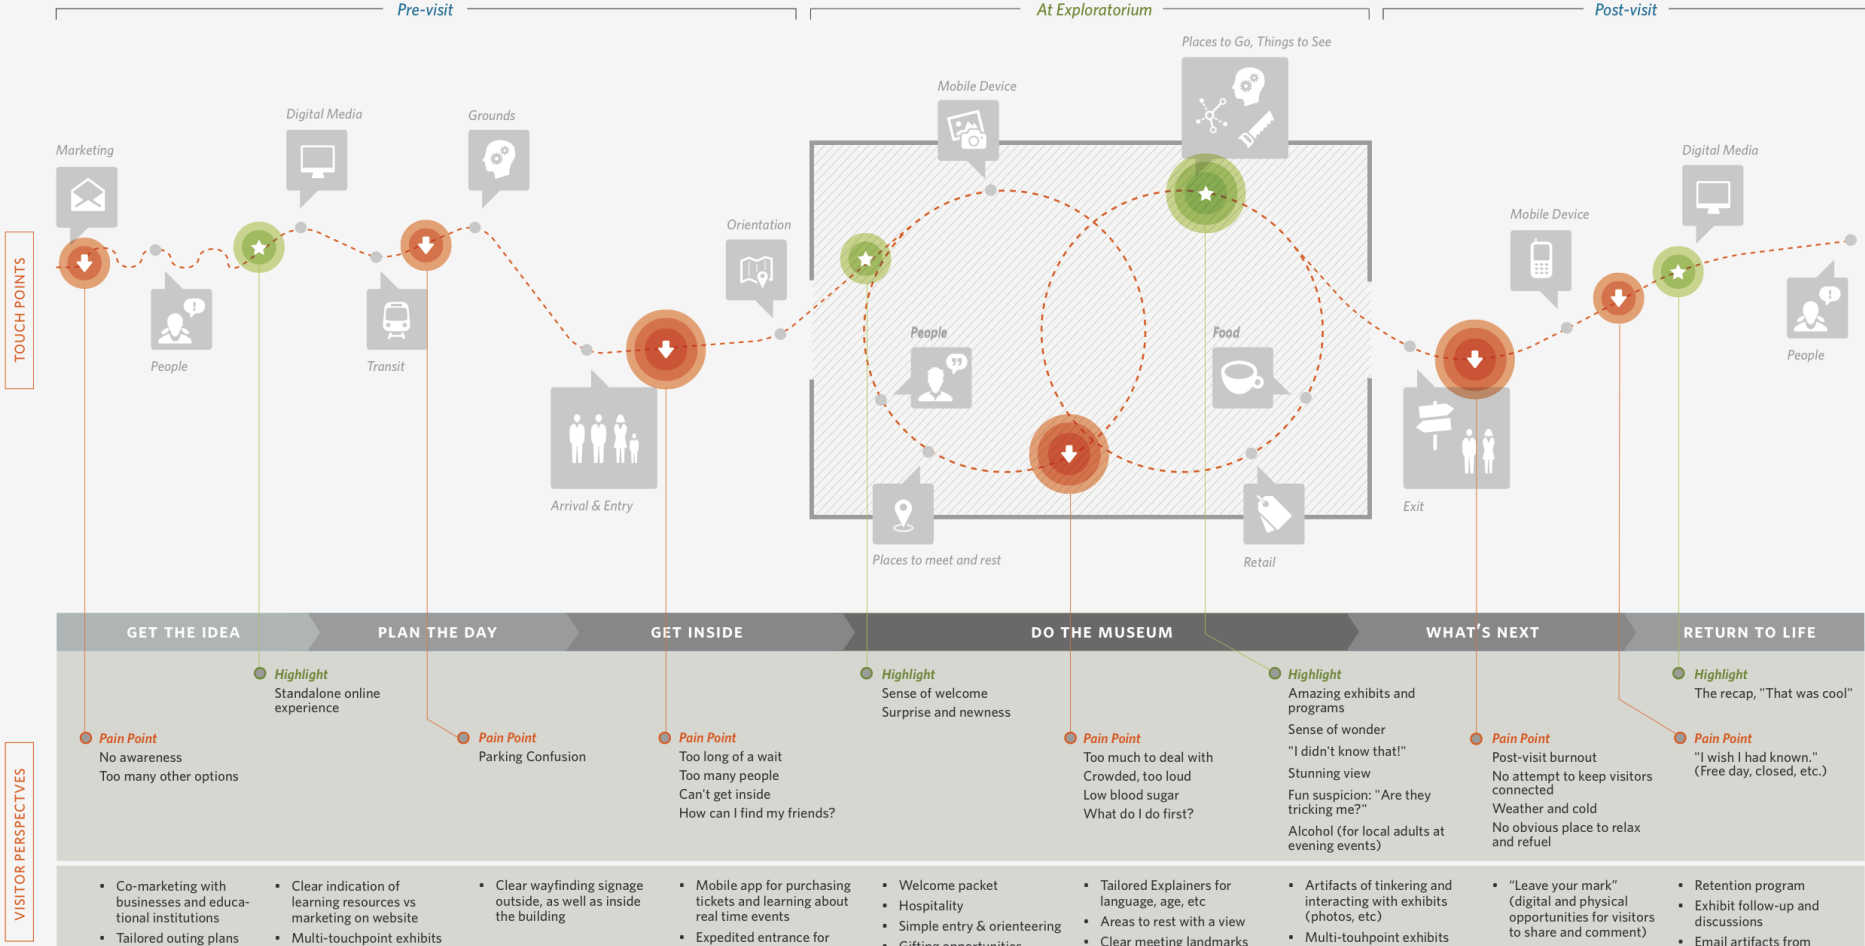 Pre-visit
At Exploratorium
Post-visit
Places to Go, Things to See
Mobile Device
Digital Media
Grounds
Marketing
Digital Media
Mobile Device
Orientation
TOUCH POINTS
People
Food
People
Transit
People
Arrival & Entry
Exit
Places to meet and rest
Retail
GET THE IDEA
PLAN THE DAY
GET INSIDE
DO THE MUSEUM
WHAT'S NEXT
RETURN TO LIFE
VISITOR PERSPECTVES
Pain Point
No awareness
Too many other options
Highlight
Standalone online
experience
Pain Point
Parking Confusion
Pain Point
Too long of a wait
Too many people
Can't get inside
How can I find my friends?
Highlight
Sense of welcome
Surprise and newness
Pain Point
Too much to deal with
Crowded, too loud
Low blood sugar
What do I do first?
Highlight
Amazing exhibits and
programs
Sense of wonder
"I didn't know that!"
Stunning view
Fun suspicion: "Are they
tricking me?"
Alcohol (for local adults at
evening events)
Pain Point
Post-visit burnout
No attempt to keep visitors
connected
Weather and cold
No obvious place to relax
and refuel
Highlight
The recap, "That was cool"
Pain Point
"I wish I had known."
(Free day, closed, etc.)
▪ Co-marketing with
businesses and educa-
tional institutions
▪ Tailored outing plans
▪ Clear indication of
learning resources vs
marketing on website
▪ Multi-touchpoint exhibits
▪ Clear wayfinding signage
outside, as well as inside
the building
▪ Mobile app for purchasing
tickets and learning about
real time events
▪ Expedited entrance for
▪ Welcome packet
▪ Hospitality
▪ Simple entry & orienteering
▪ Gifting opportunities
▪ Tailored Explainers for
language, age, etc
▪ Areas to rest with a view
▪ Clear meeting landmarks
▪ Artifacts of tinkering and
interacting with exhibits
(photos, etc)
▪ Multi-touhpoint exhibits
▪ “Leave your mark”
(digital and physical
opportunities for visitors
to share and comment)
▪ Retention program
▪ Exhibit follow-up and
discussions
▪ Email artifacts from